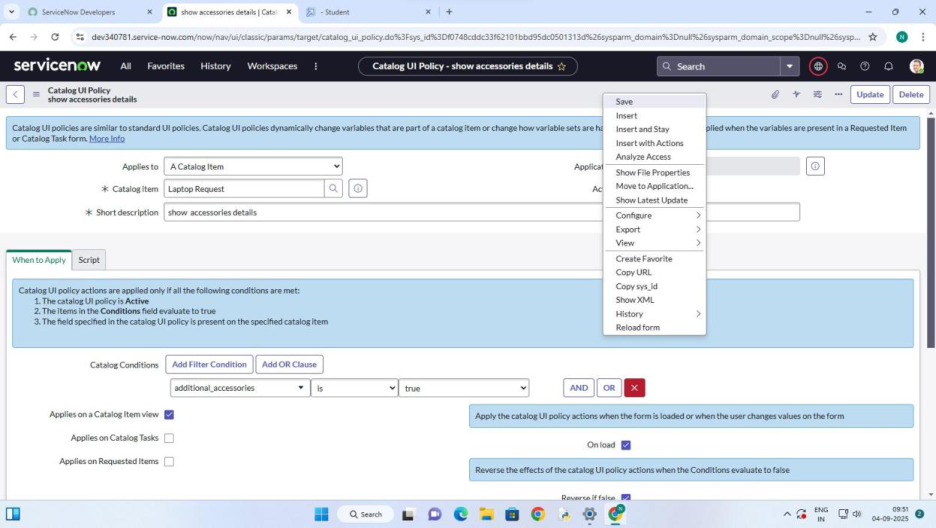 ServiceNow Developers
show accessories details | Cata
- Student
dev340781.service-now.com/now/nav/ui/classic/params/target/catalog_ui_policy.do%3Fsys_id%3Df0748cddc33f62101bbd95dc0501313d%26sysparm_domain%3Dnull%26sysparm_domain_scope%3Dnull%26sysp...
N
servicenow
All
Favorites
History
Workspaces
Catalog UI Policy - show accessories details
Search
Catalog UI Policy
show accessories details
Update
Delete
Catalog UI policies are similar to standard UI policies. Catalog UI policies dynamically change variables that are part of a catalog item or change how variable sets are ha
pplied when the variables are present in a Requested Item
or Catalog Task form. More Info
Applies to
A Catalog Item
Applicat
Catalog item
Laptop Request
Ac
Short description
show accessories details
Save
Insert
Insert and Stay
Insert with Actions
Analyze Access
Show File Properties
Move to Application...
Show Latest Update
Configure
Export
View
Create Favorite
Copy URL
Copy sys_id
Show XML
History
Reload form
When to Apply
Script
Catalog UI policy actions are applied only if all the following conditions are met:
1. The catalog UI policy is Active
2. The items in the Conditions field evaluate to true
3. The field specified in the catalog UI policy is present on the specified catalog item
Catalog Conditions
Add Filter Condition
Add OR Clause
additional_accessories
is
true
AND
OR
Applies on a Catalog Item view
Apply the catalog UI policy actions when the form is loaded or when the user changes values on the form
Applies on Catalog Tasks
On load
Applies on Requested Items
Reverse the effects of the catalog UI policy actions when the Conditions evaluate to false
Reverse if false
Search
ENG
IN
09:51
04-09-2025
2